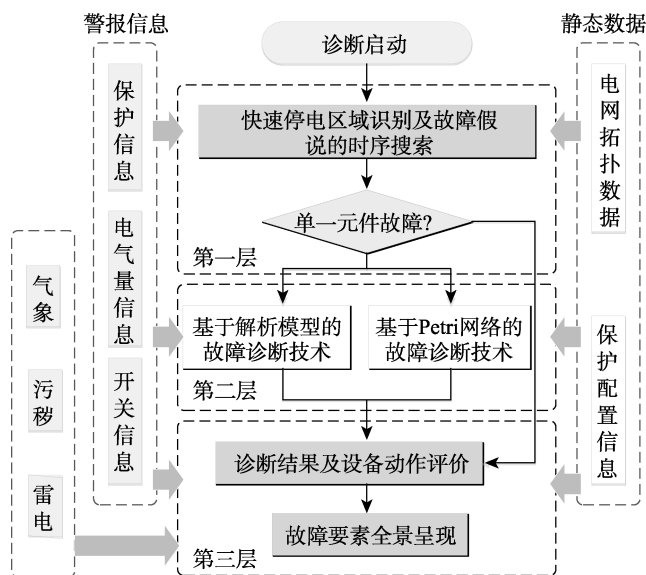 警报信息
静态数据
诊断启动
保护信息
电气量信息
开关信息
气象
污秽
雷电
快速停电区域识别及故障假
说的时序搜索
单一元件故障?
第一层
基于解析模型的
故障诊断技术
基于Petri网络的
故障诊断技术
第二层
诊断结果及设备动作评价
故障要素全景呈现
第三层
电网拓扑数据
保护配置信息